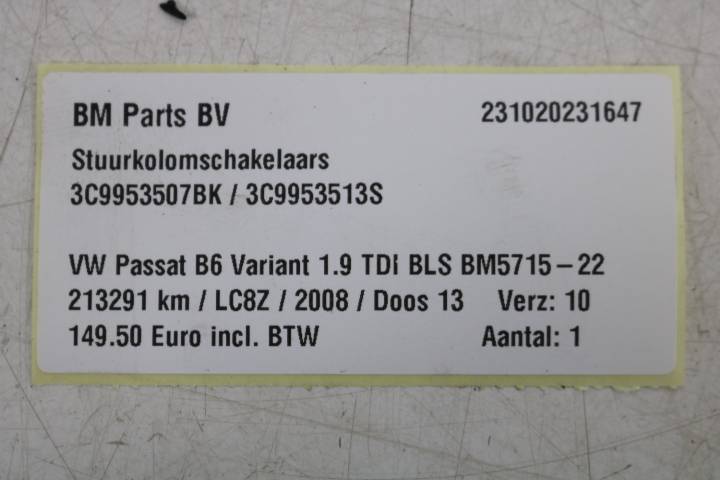 BM Parts BV 231020231647
Stuurkolomschakelaars
3C9953507BK / 3C9953513S
VW Passat B6 Variant 1.9 TDI BLS BM5715-22
213291 km / LC8Z / 2008 / Doos 13 Verz: 10
149.50 Euro incl. BTW Aantal: 1